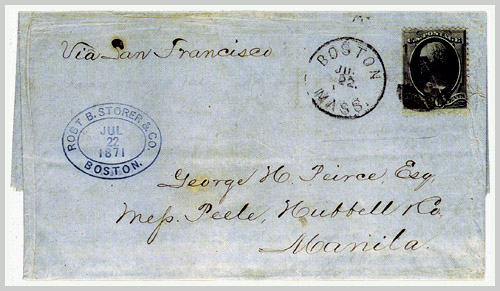 Via San Francisco
BOSTON
JUL
22
MASS.
U.S. POSTAGE
ROBT B. STORER & CO.
JUL
22
1871
BOSTON.
George H. Peirce, Esq
Mess. Peele, Hubbell & Co.
Manila.